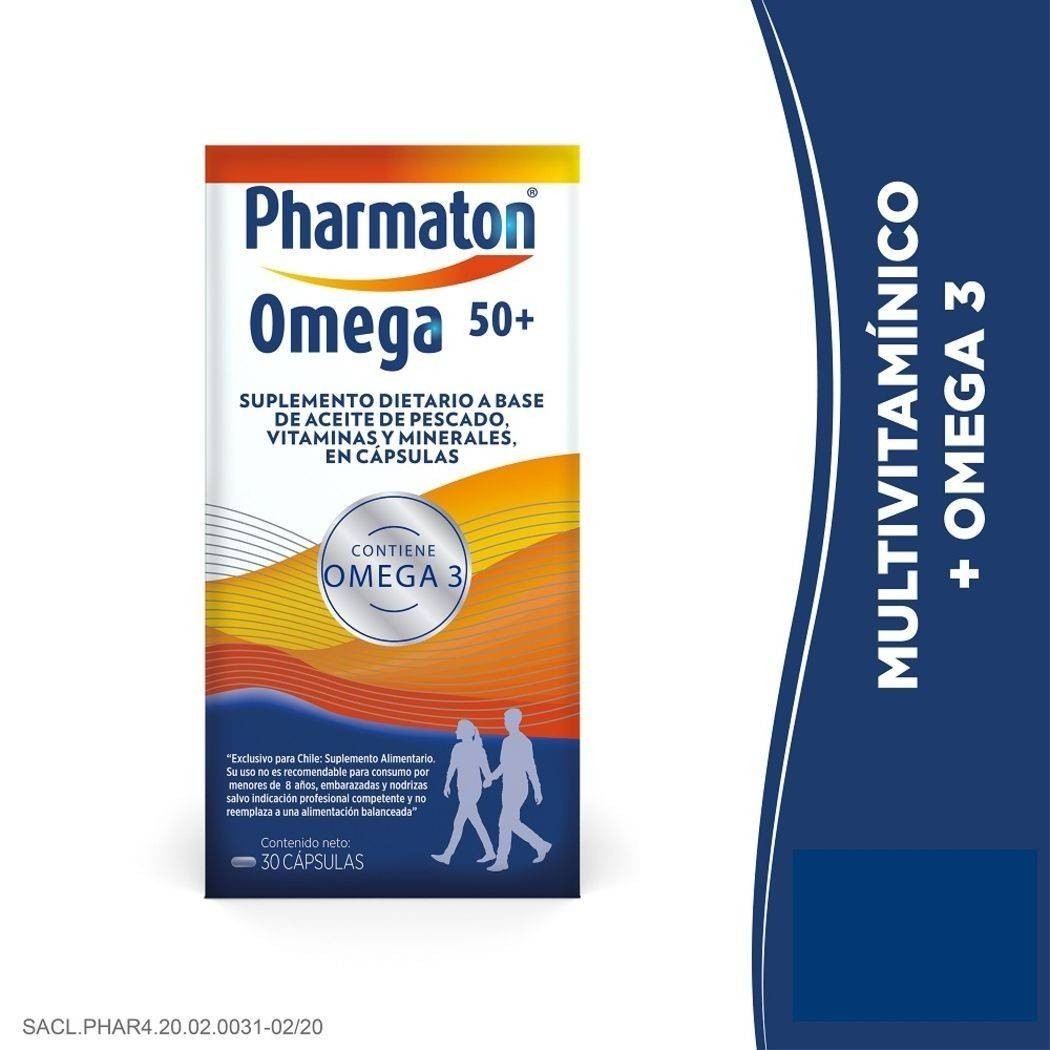 Pharmaton®
Omega 50+
SUPLEMENTO DIETARIO A BASE
DE ACEITE DE PESCADO,
VITAMINAS Y MINERALES,
EN CÁPSULAS
CONTIENE
OMEGA 3
"Exclusivo para Chile: Suplemento Alimentario.
Su uso no es recomendable para consumo por
menores de 8 años, embarazadas y nodrizas
salvo indicación profesional competente y no
reemplaza a una alimentación balanceada"
Contenido neto:
30 CÁPSULAS
MULTIVITAMÍNICO
+ OMEGA 3
SACL.PHAR4.20.02.0031-02/20